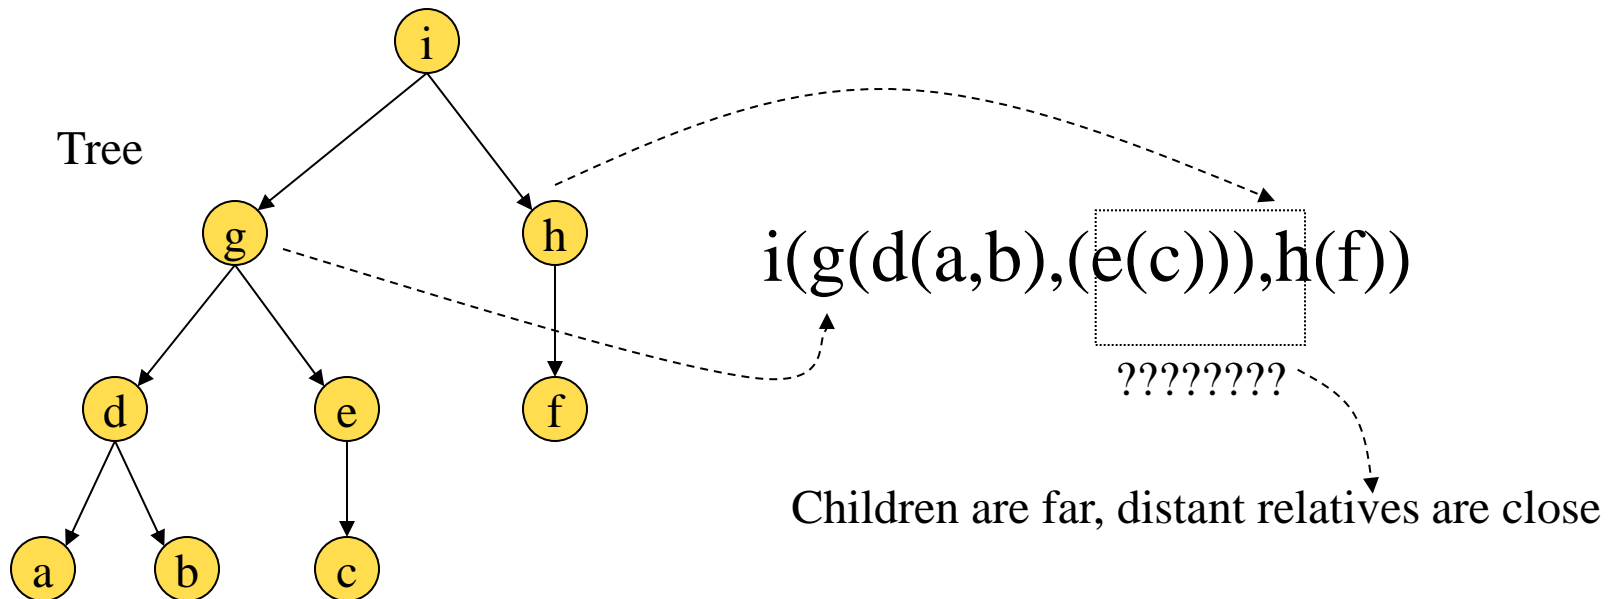 i
Tree
g
h
i(g(d(a,b),(e(c))),h(f))
d
e
f
????????
Children are far, distant relatives are close
a
b
c